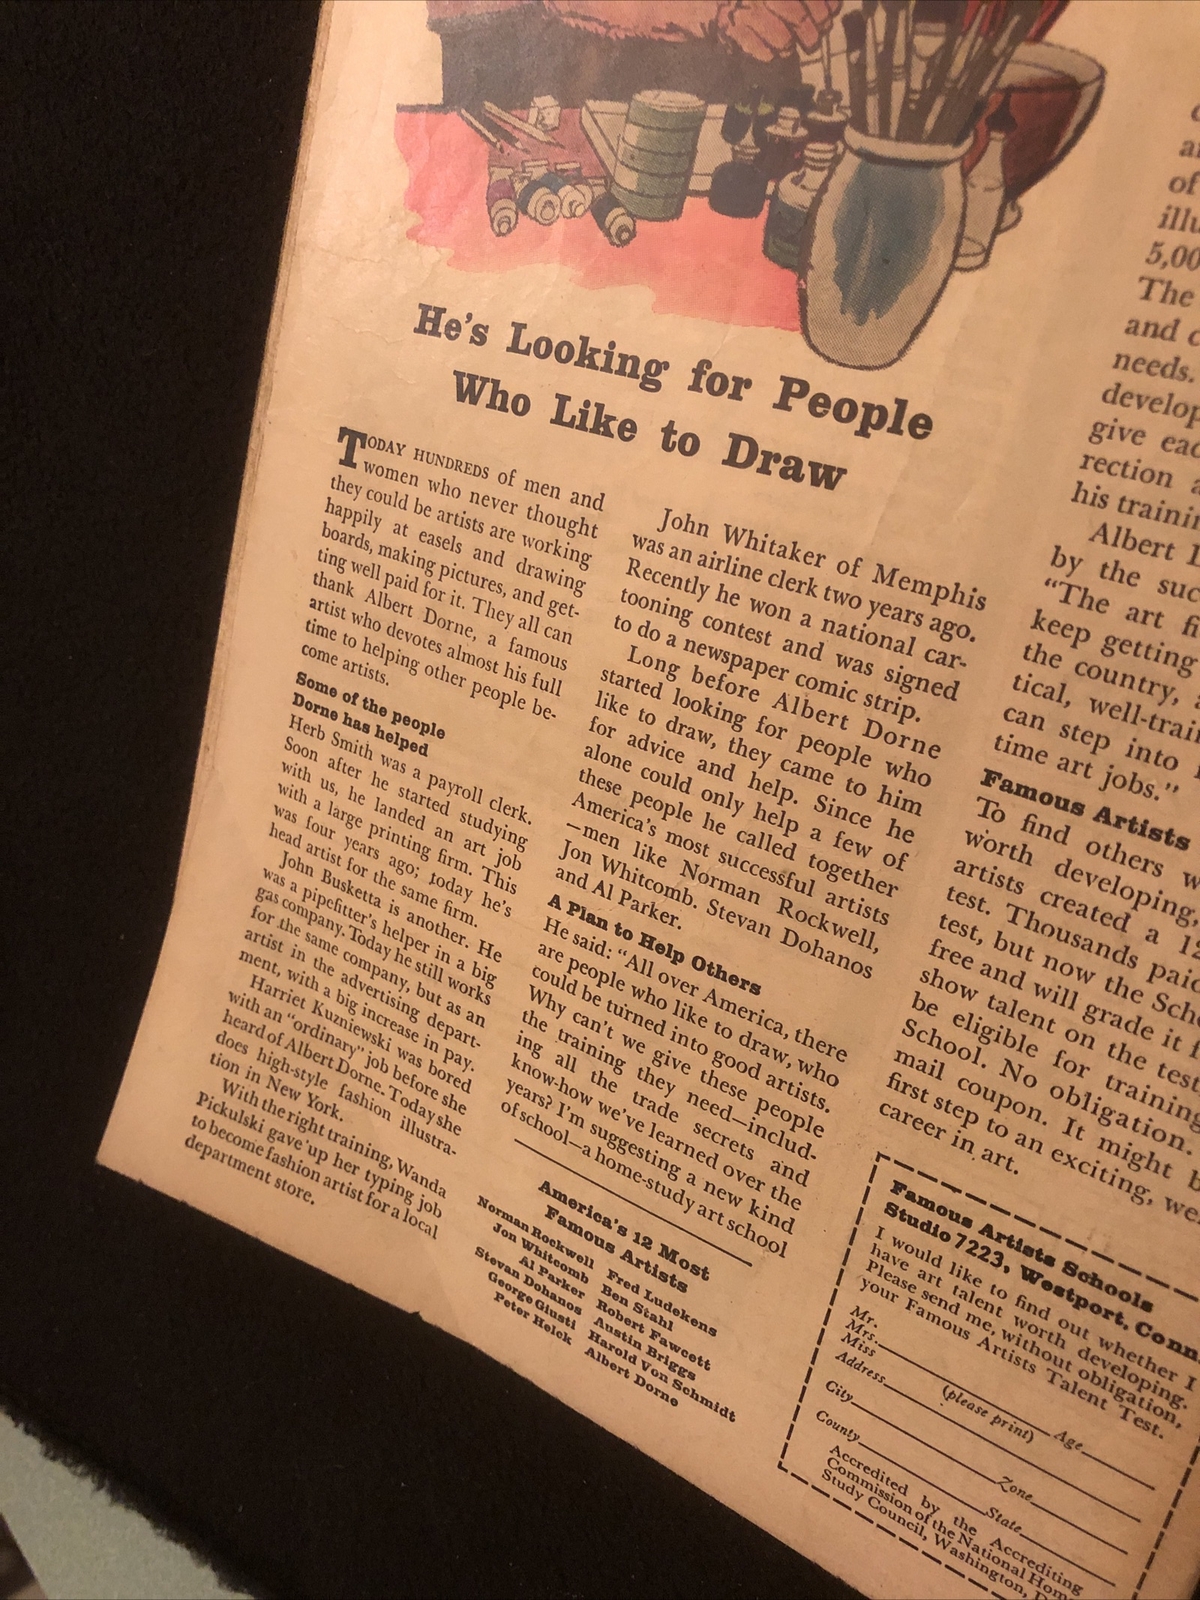 He's Looking for People
Who Like to Draw
TODAY HUNDREDS of men and
women who never thought
they could be artists are working
happily at easels and drawing
boards, making pictures, and get-
ting well paid for it. They all can
thank Albert Dorne, a famous
artist who devotes almost his full
time to helping other people be-
come artists.
Some of the people
Dorne has helped
Herb Smith was a payroll clerk.
Soon after he started studying
with us, he landed an art job
with a large printing firm. This
was four years ago; today he's
head artist for the same firm.
John Busketta is another. He
was a pipefitter's helper in a big
gas company. Today he still works
for the same company, but as an
artist in the advertising depart-
ment, with a big increase in pay.
Harriet Kuzniewski was bored
with an "ordinary" job before she
heard of Albert Dorne. Today she
does high-style fashion illustra-
tion in New York.
With the right training, Wanda
Pickulski gave up her typing job
to become fashion artist for a local
department store.
John Whitaker of Memphis
was an airline clerk two years ago.
Recently he won a national car-
tooning contest and was signed
to do a newspaper comic strip.
Long before Albert Dorne
started looking for people who
like to draw, they came to him
for advice and help. Since he
alone could only help a few of
these people he called together
America's most successful artists
—men like Norman Rockwell,
Jon Whitcomb. Stevan Dohanos
and Al Parker.
A Plan to Help Others
He said: "All over America, there
are people who like to draw, who
could be turned into good artists.
Why can't we give these people
the training they need—includ-
ing all the trade secrets and
know-how we've learned over the
years? I'm suggesting a new kind
of school—a home-study art school
America's 12 Most
Famous Artists
Norman Rockwell
Jon Whitcomb
Al Parker
Stevan Dohanos
George Giusti
Peter Helck
Fred Ludekens
Ben Stahl
Robert Fawcett
Austin Briggs
Harold Von Schmidt
Albert Dorne
of
5,00
The
and c
needs.
develop
give eac
rection a
his trainin
Albert D
by the suc
"The art fi
keep getting
the country, a
tical, well-trai
can step into
time art jobs."
Famous Artists
To find others w
worth developing,
artists created a 12
test. Thousands paid
test, but now the Scho
free and will grade it f
show talent on the test
be eligible for training
School. No obligation.
mail coupon. It might b
first step to an exciting, we
career in art.
Famous Artists Schools
Studio 7223, Westport, Conn.
I would like to find out whether I
have art talent worth developing.
Please send me, without obligation,
your Famous Artists Talent Test.
Mr.
Mrs.
Miss Age
(please print)
Address
City Zone
County State
Accredited by the Accrediting
Commission of the National Home
Study Council, Washington, D